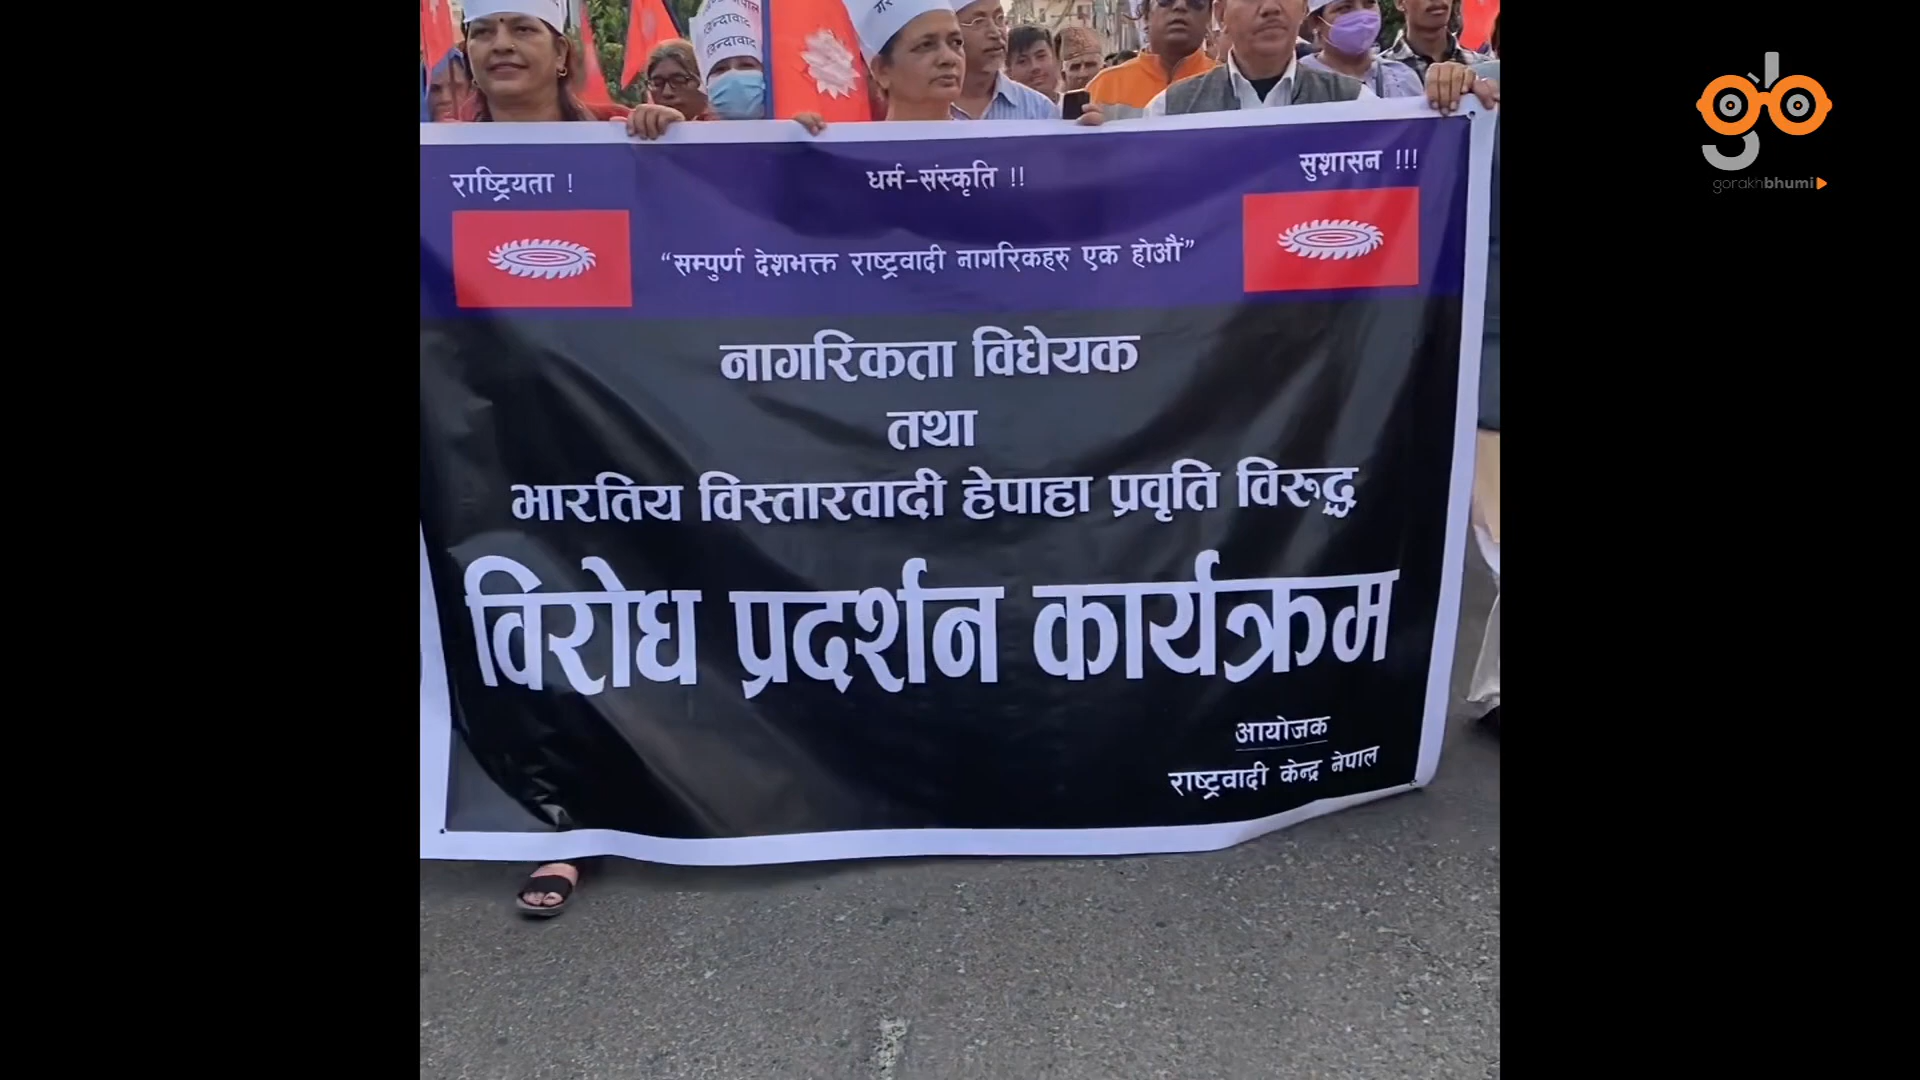 जिन्दावाद
जिन्दावाद
राष्ट्रियता !
धर्म-संस्कृति !!
सुशासन !!!
“सम्पुर्ण देशभक्त राष्ट्रवादी नागरिकहरु एक होऔं”
नागरिकता विधेयक
तथा
भारतिय विस्तारवादी हेपाहा प्रवृति विरुद्ध
विरोध प्रदर्शन कार्यक्रम
आयोजक
राष्ट्रवादी केन्द्र नेपाल
gorakhbhumi